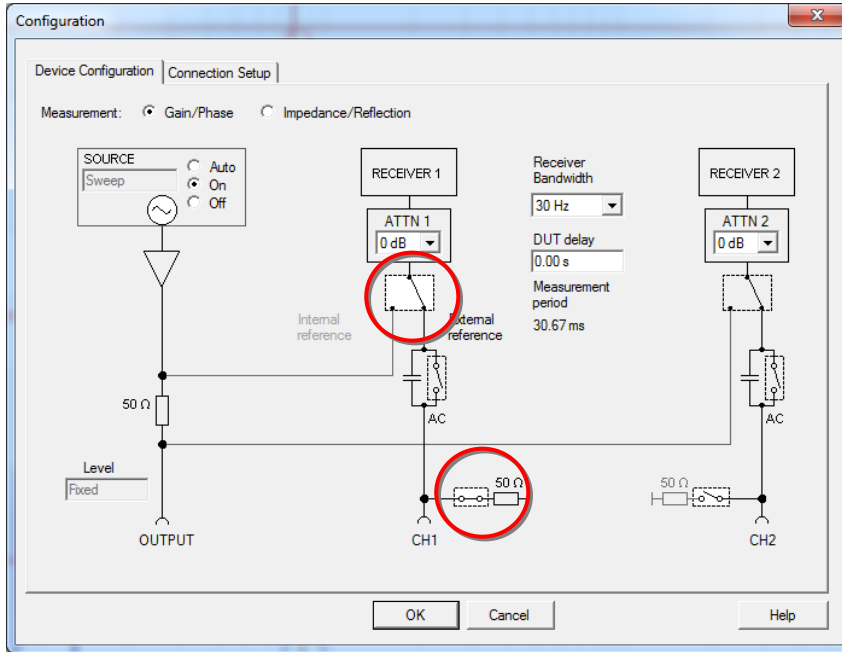 Configuration
Device Configuration
Connection Setup
Measurement:
Gain/Phase
Impedance/Reflection
SOURCE
Sweep
Auto
On
Off
RECEIVER 1
ATTN 1
0 dB
Receiver
Bandwidth
30 Hz
DUT delay
0.00 s
Measurement
period
30.67 ms
RECEIVER 2
ATTN 2
0 dB
Internal
reference
External
reference
50 Ω
AC
AC
Level
Fixed
50 Ω
50 Ω
OUTPUT
CH1
CH2
OK
Cancel
Help